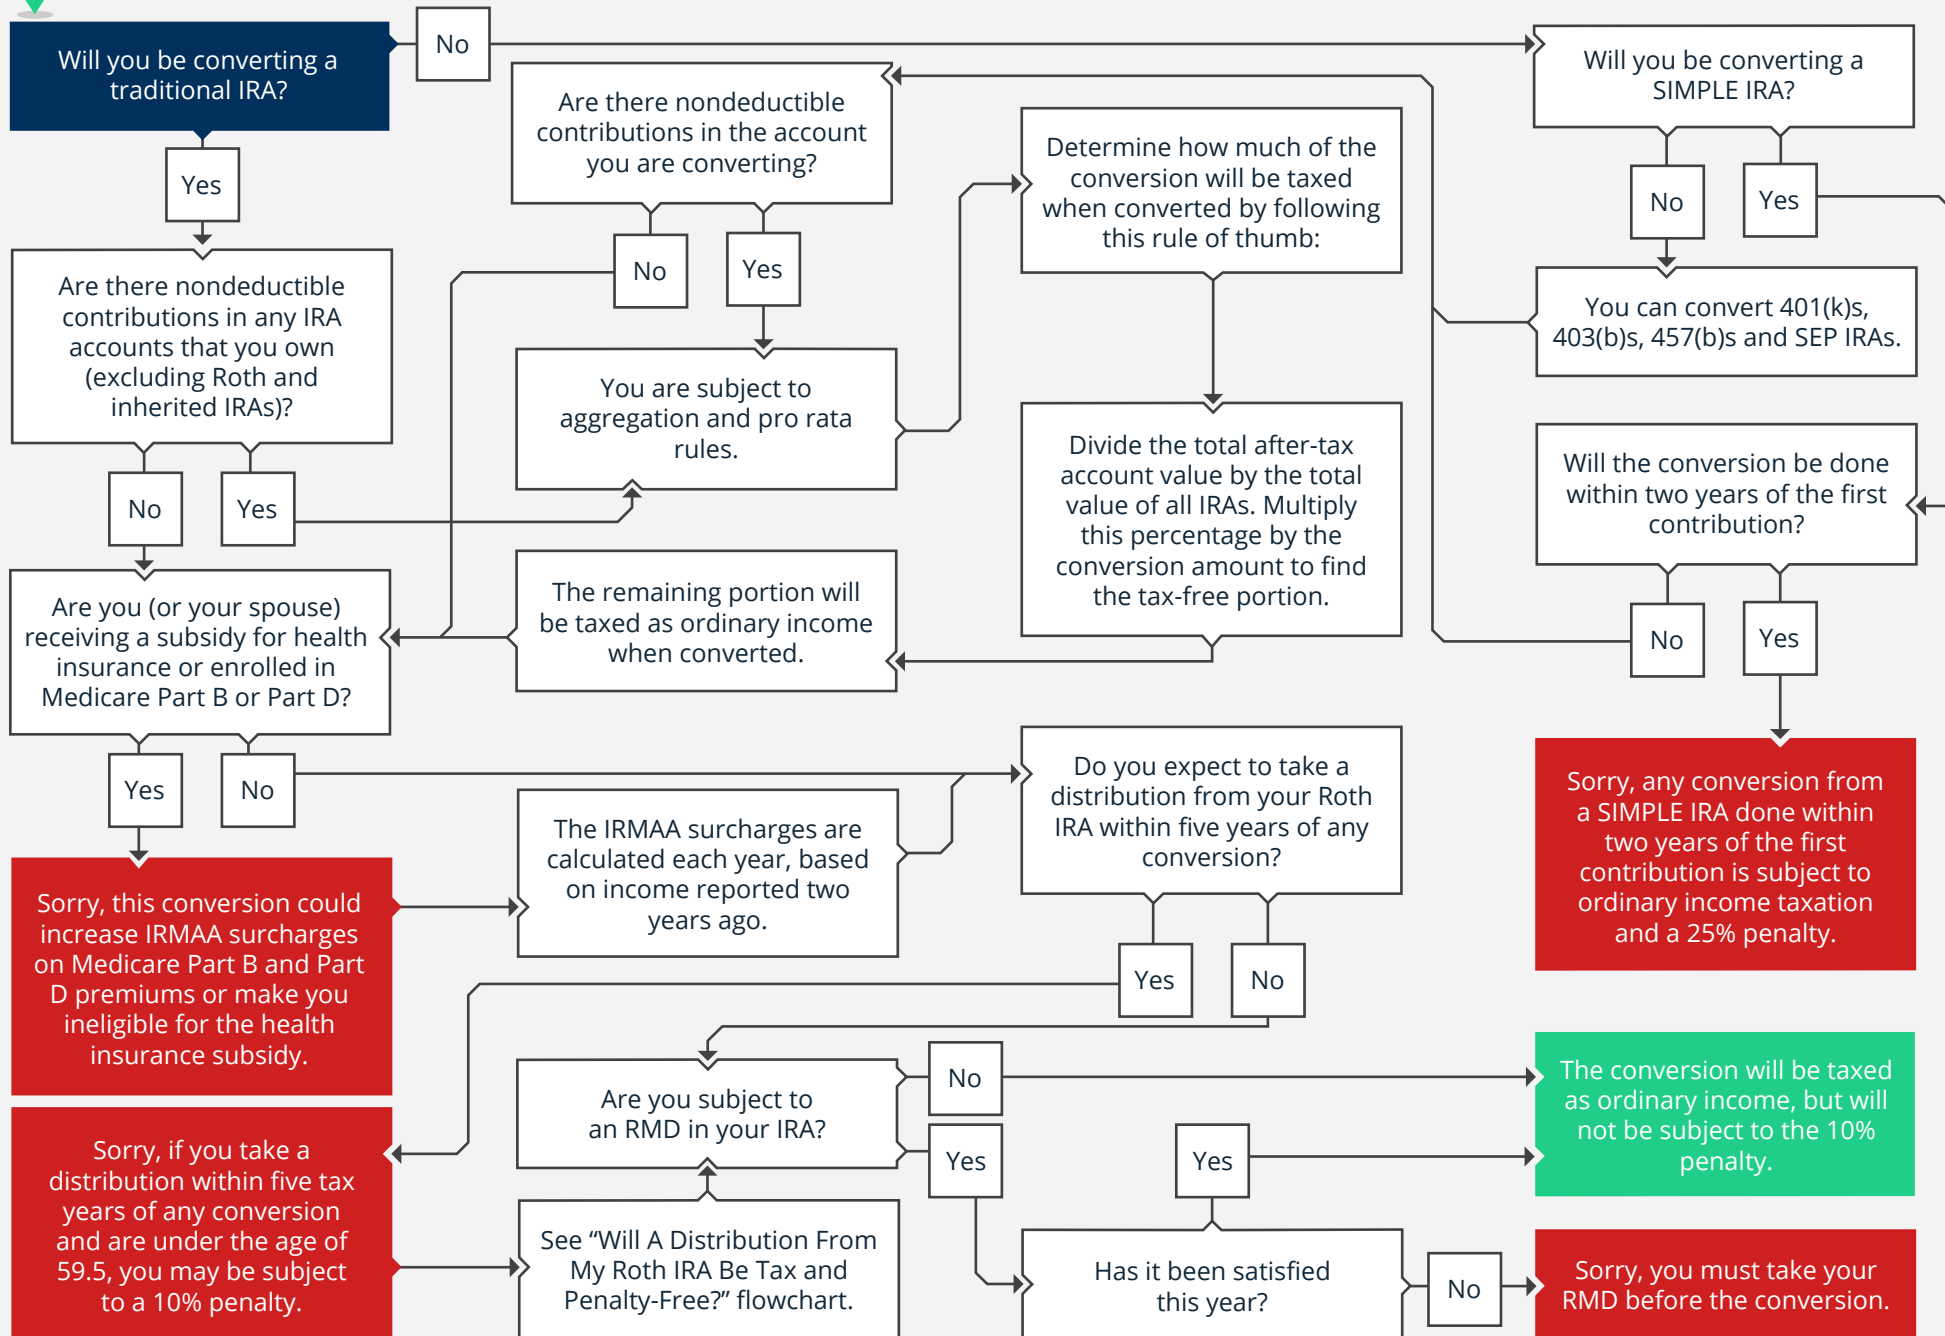 Will you be converting a
traditional IRA?
No
Yes
Are there nondeductible
contributions in any IRA
accounts that you own
(excluding Roth and
inherited IRAs)?
No
Yes
Are you (or your spouse)
receiving a subsidy for health
insurance or enrolled in
Medicare Part B or Part D?
Yes
No
Sorry, this conversion could
increase IRMAA surcharges
on Medicare Part B and Part
D premiums or make you
ineligible for the health
insurance subsidy.
Sorry, if you take a
distribution within five tax
years of any conversion
and are under the age of
59.5, you may be subject
to a 10% penalty.
Are there nondeductible
contributions in the account
you are converting?
No
Yes
You are subject to
aggregation and pro rata
rules.
The remaining portion will
be taxed as ordinary income
when converted.
The IRMAA surcharges are
calculated each year, based
on income reported two
years ago.
Are you subject to
an RMD in your IRA?
No
Yes
See “Will A Distribution From
My Roth IRA Be Tax and
Penalty-Free?” flowchart.
Determine how much of the
conversion will be taxed
when converted by following
this rule of thumb:
Divide the total after-tax
account value by the total
value of all IRAs. Multiply
this percentage by the
conversion amount to find
the tax-free portion.
Do you expect to take a
distribution from your Roth
IRA within five years of any
conversion?
Yes
No
Yes
Has it been satisfied
this year?
No
Will you be converting a
SIMPLE IRA?
No
Yes
You can convert 401(k)s,
403(b)s, 457(b)s and SEP IRAs.
Will the conversion be done
within two years of the first
contribution?
No
Yes
Sorry, any conversion from
a SIMPLE IRA done within
two years of the first
contribution is subject to
ordinary income taxation
and a 25% penalty.
The conversion will be taxed
as ordinary income, but will
not be subject to the 10%
penalty.
Sorry, you must take your
RMD before the conversion.